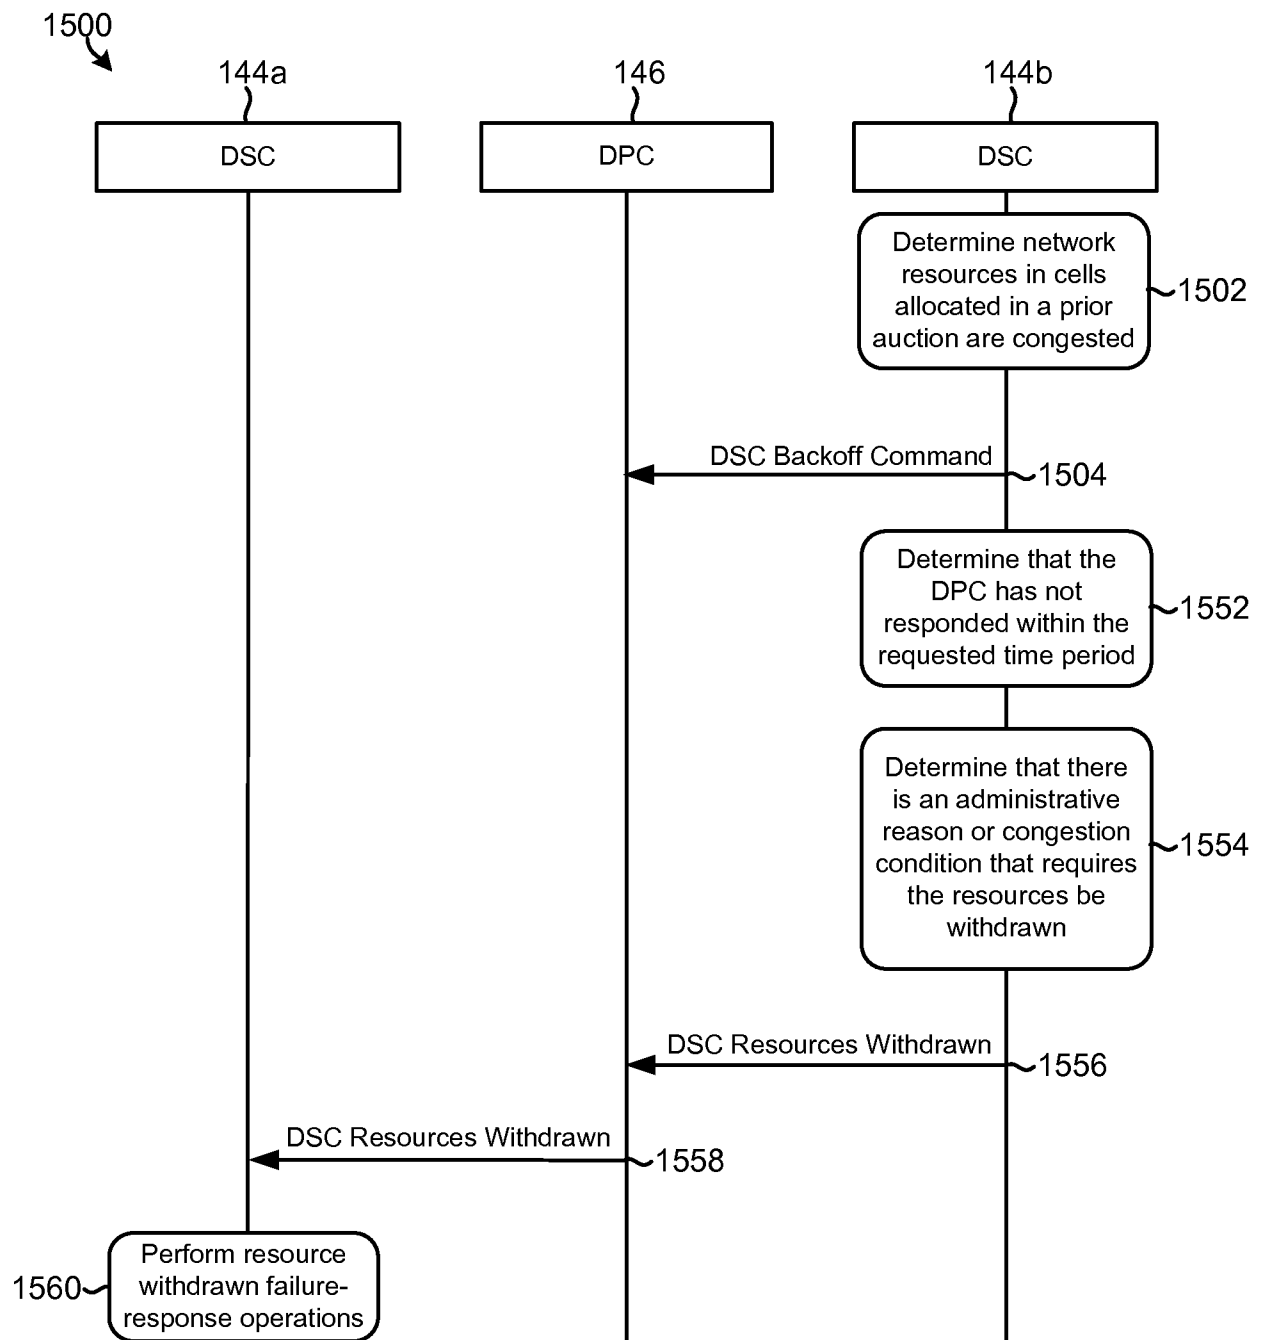 1500
144a
146
144b
DSC
DPC
DSC
Determine network
resources in cells
allocated in a prior
auction are congested
1502
DSC Backoff Command
1504
Determine that the
DPC has not
responded within the
requested time period
1552
Determine that there
is an administrative
reason or congestion
condition that requires
the resources be
withdrawn
1554
DSC Resources Withdrawn
1556
DSC Resources Withdrawn
1558
Perform resource
withdrawn failure-
response operations
1560